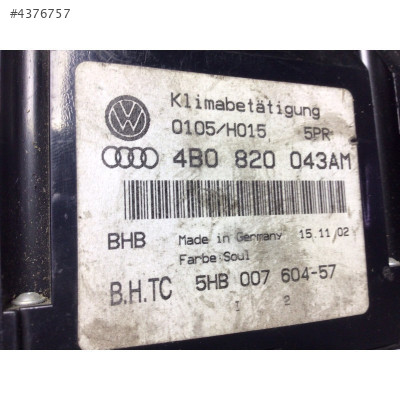 #4376757
Klimabetätigung
0105/H015 5PR
4B0 820 043AM
BHB Made in Germany 15.11/02
Farbe Soul
B.H.TC 5HB 007 604-57
1 2